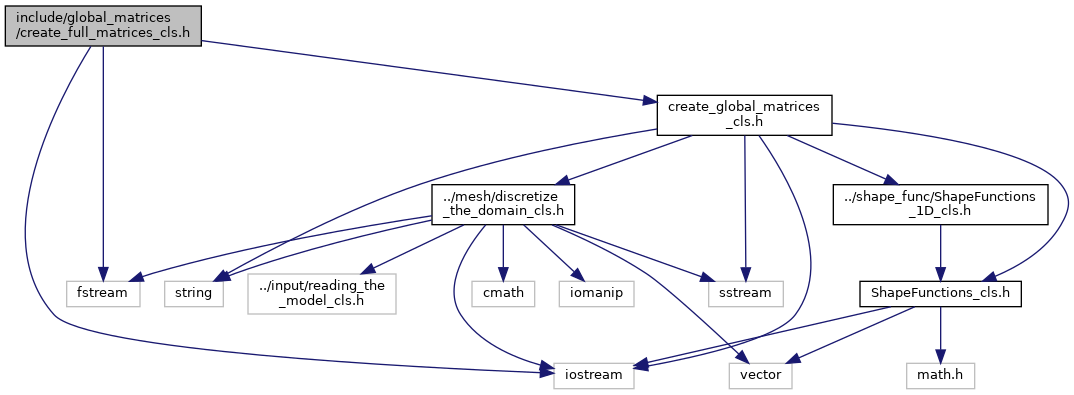 include/global_matrices
/create_full_matrices_cls.h
create_global_matrices
_cls.h
../mesh/discretize
_the_domain_cls.h
../shape_func/ShapeFunctions
_1D_cls.h
fstream
string
../input/reading_the
_model_cls.h
cmath
iomanip
sstream
ShapeFunctions_cls.h
iostream
vector
math.h